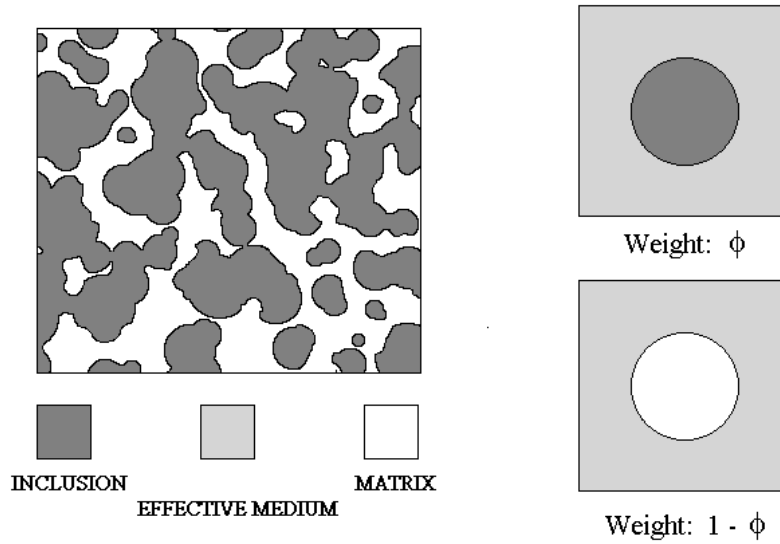 Weight: ϕ
INCLUSION
MATRIX
EFFECTIVE MEDIUM
Weight: 1 - ϕ